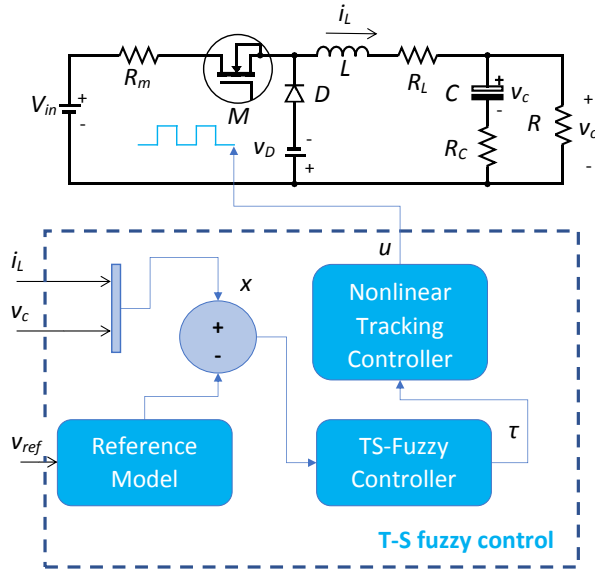 i_L
R_m
L
R_L
C
+
v_c
-
+
V_in
+
-
M
D
R
v_o
v_D
-
+
R_C
-
u
i_L
v_c
x
+
-
Nonlinear
Tracking
Controller
v_ref
Reference
Model
TS-Fuzzy
Controller
τ
T-S fuzzy control